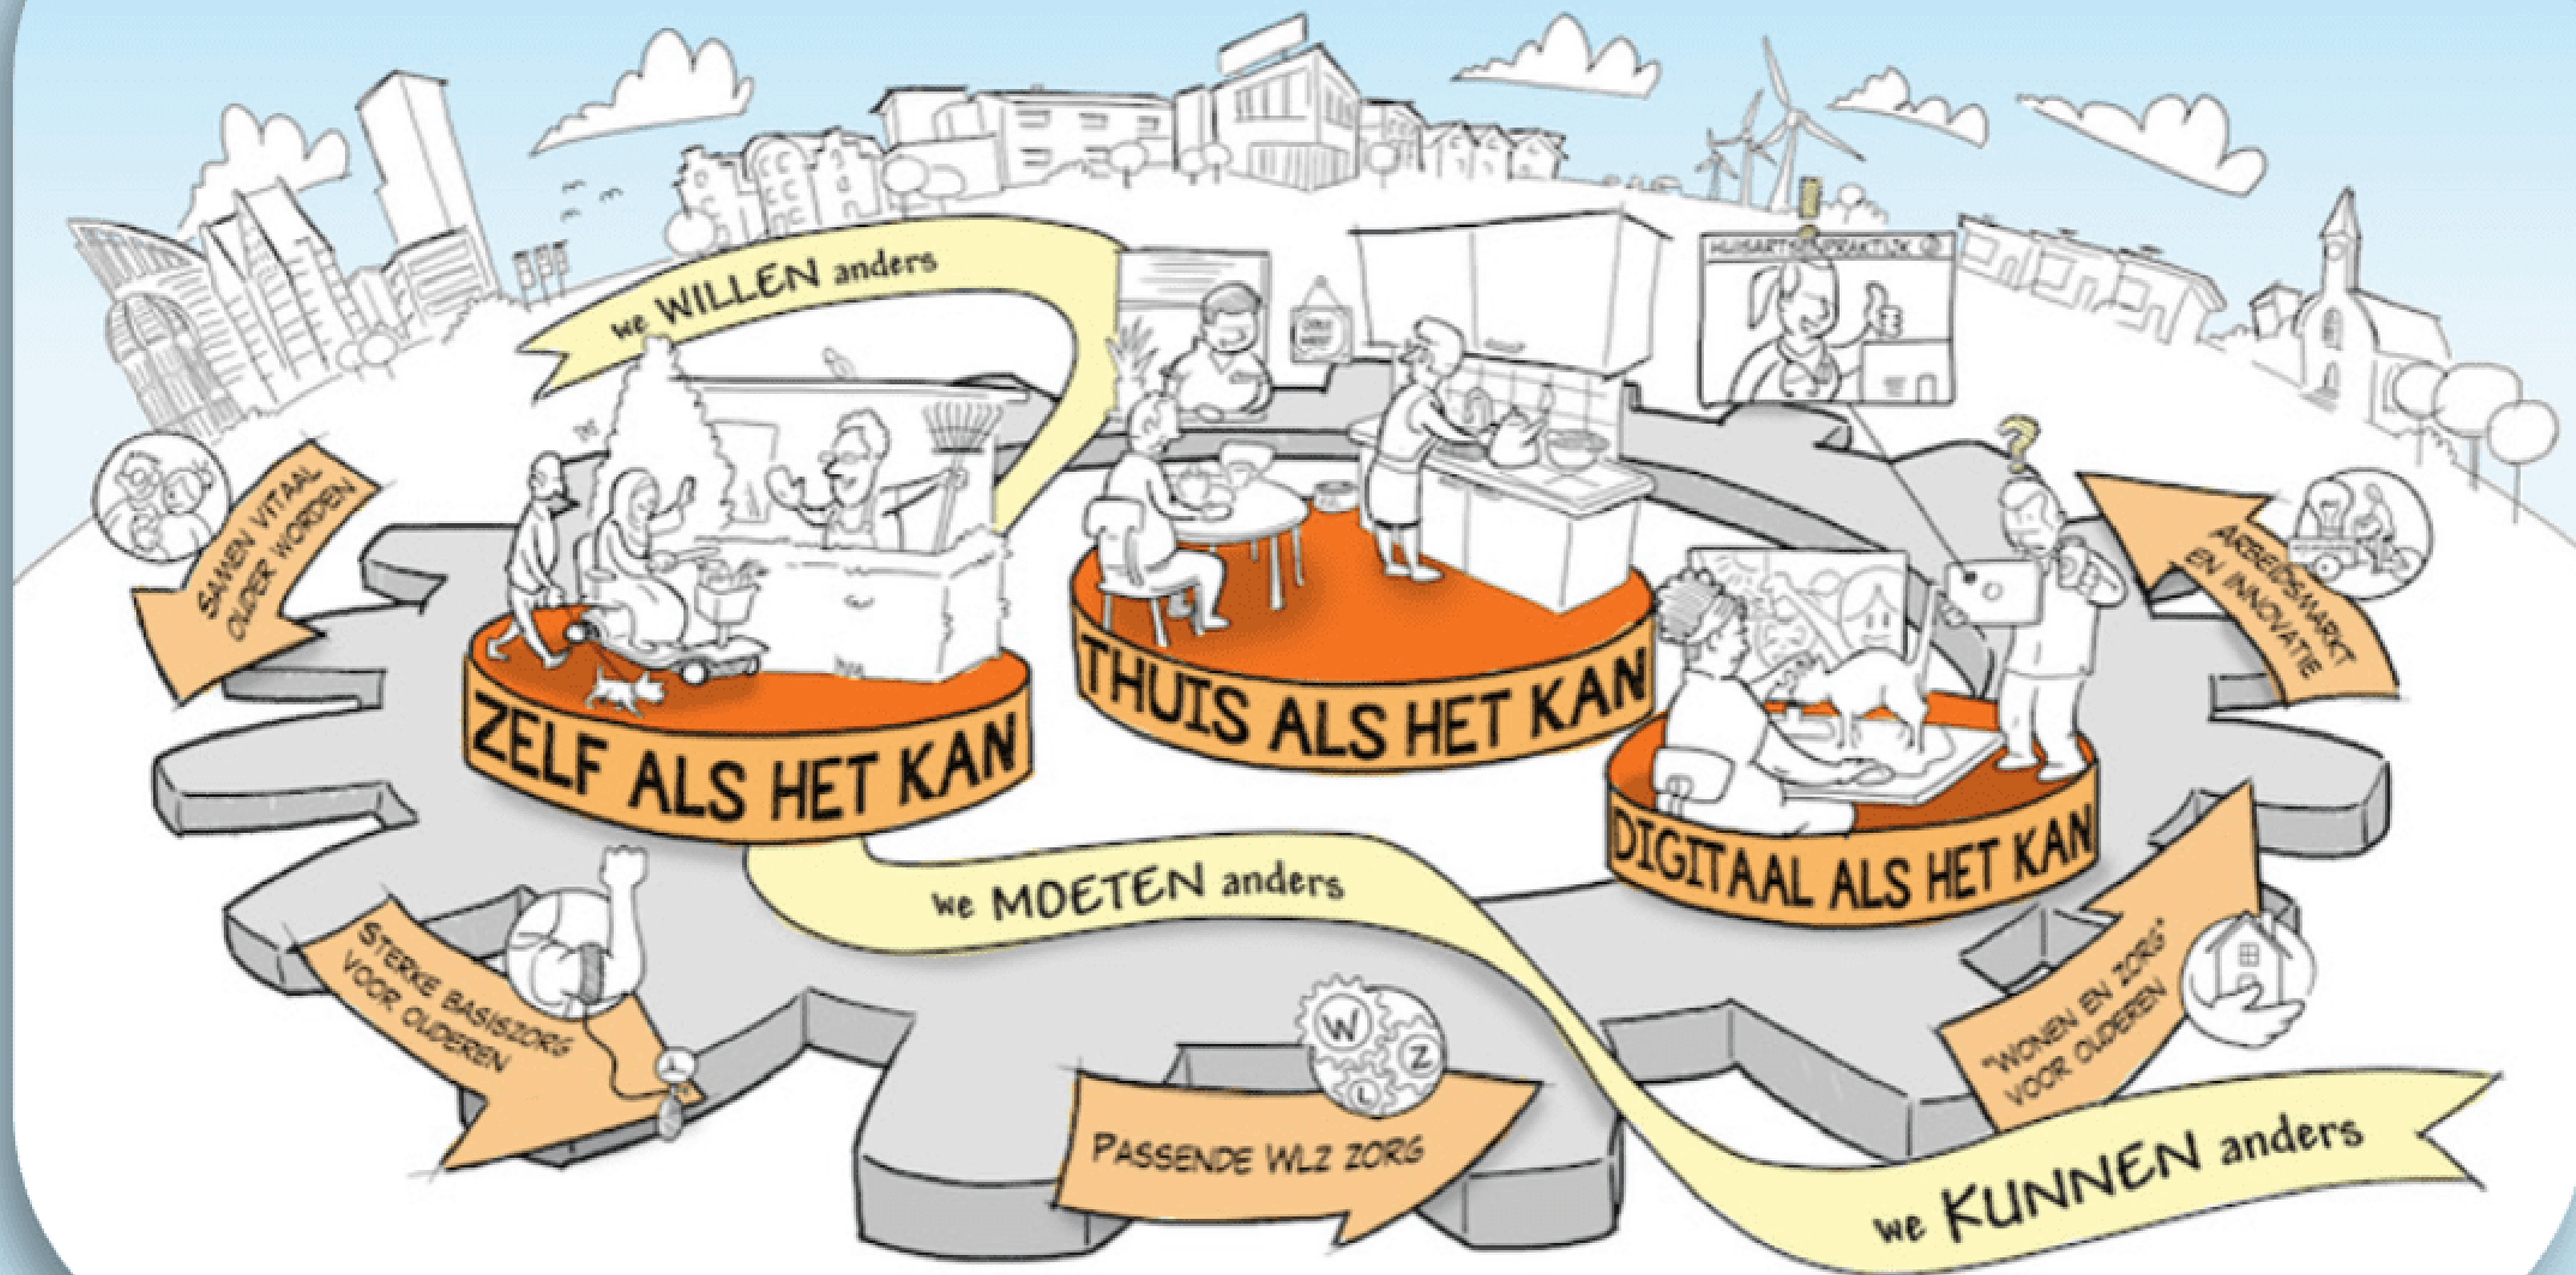 we WILLEN anders
HUISARTSENPRAKTIJK
SAMEN VITAAL
OUDER WORDEN
ARBEIDSMARKT
EN INNOVATIE
ZELF ALS HET KAN
THUIS ALS HET KAN
DIGITAAL ALS HET KAN
we MOETEN anders
STERKE BASISZORG
VOOR OUDEREN
W
Z
L
PASSENDE WLZ ZORG
"WONEN EN ZORG"
VOOR OUDEREN
we KUNNEN anders
!
?